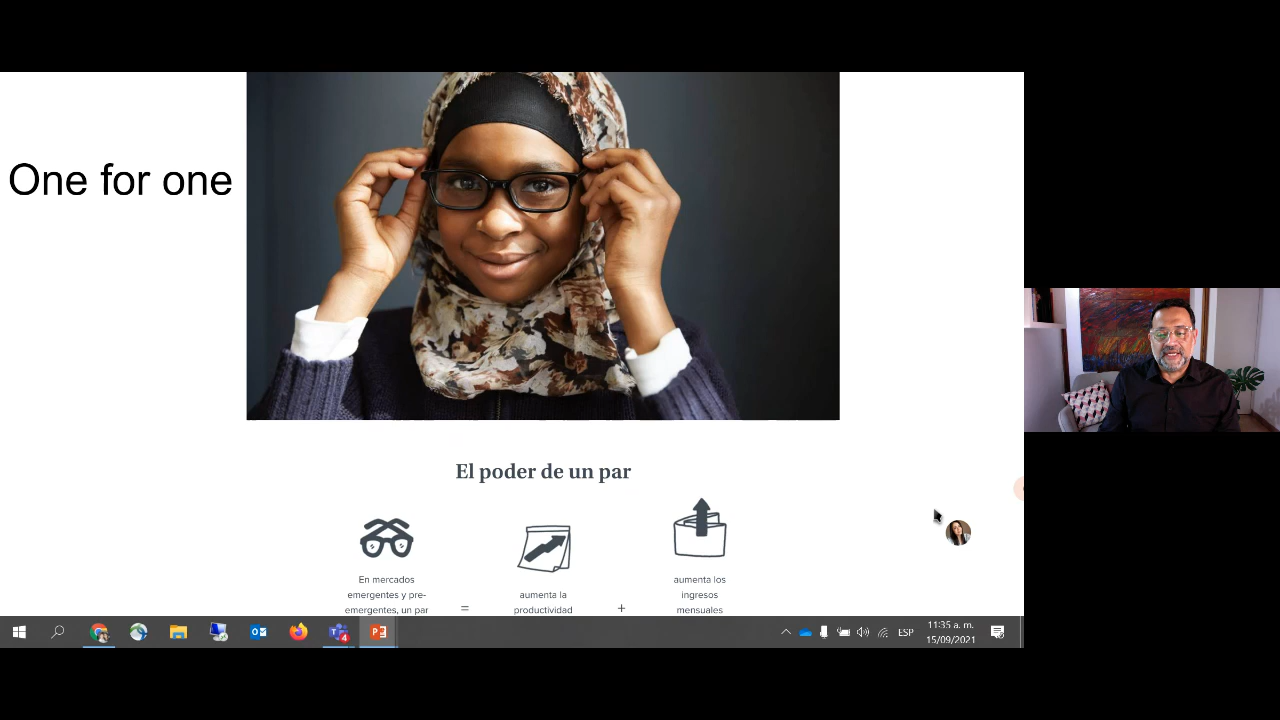 One for one
El poder de un par
En mercados
emergentes y pre-
emergentes, un par
=
aumenta la
productividad
+
aumenta los
ingresos
mensuales
4
ESP
11:35 a. m.
15/09/2021